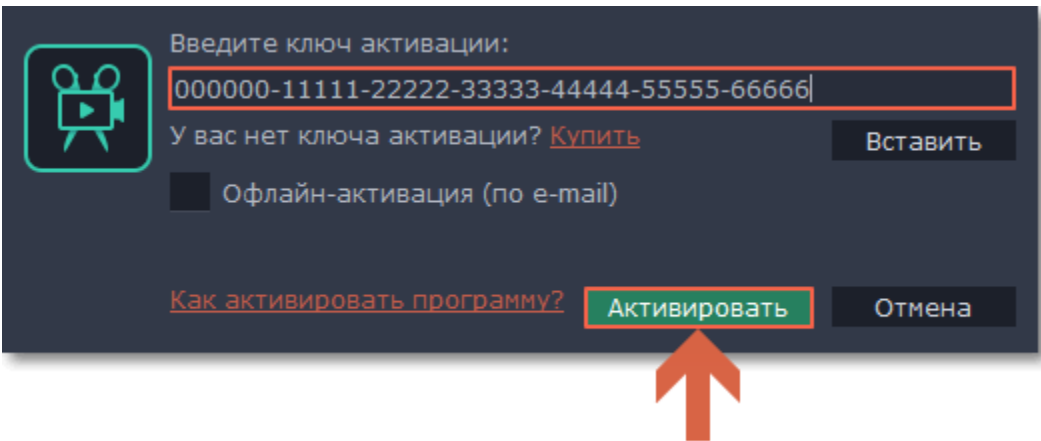 Введите ключ активации:
000000-11111-22222-33333-44444-55555-66666
У вас нет ключа активации? Купить
Вставить
Офлайн-активация (по e-mail)
Как активировать программу?
Активировать
Отмена